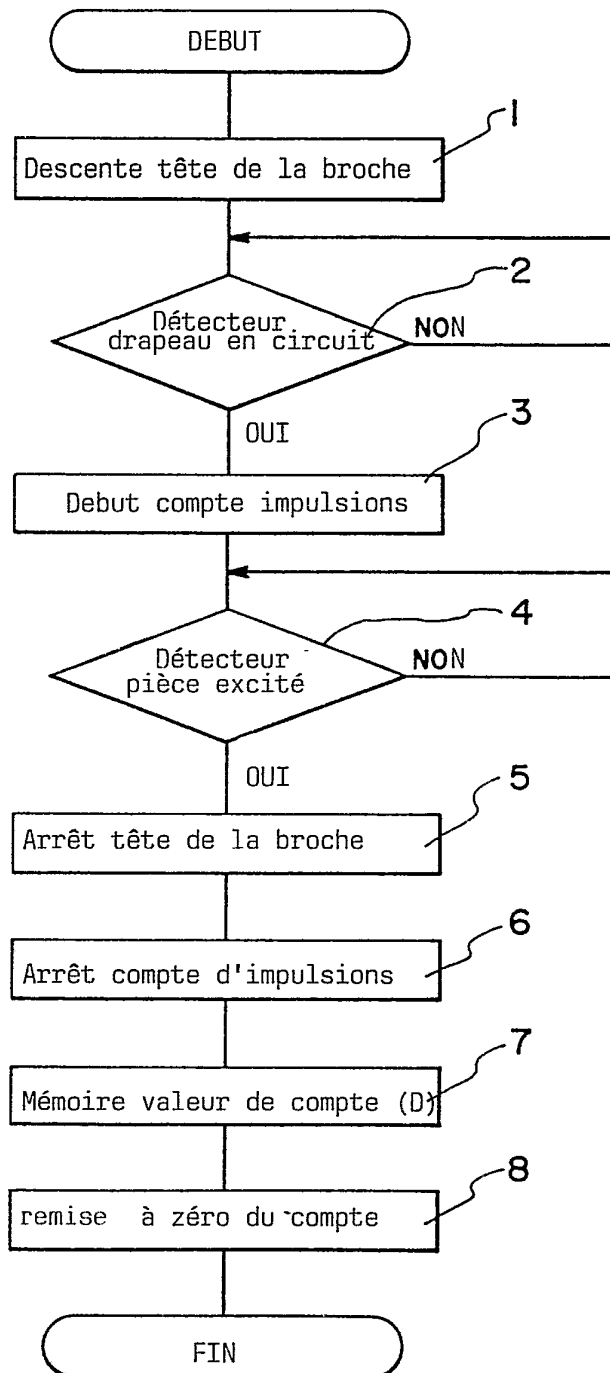 DEBUT
1
Descente tête de la broche
2
Détecteur
drapeau en circuit
NON
OUI
3
Debut compte impulsions
4
Détecteur
pièce excité
NON
OUI
5
Arrêt tête de la broche
6
Arrêt compte d'impulsions
7
Mémoire valeur de compte (D)
8
remise à zéro du compte
FIN